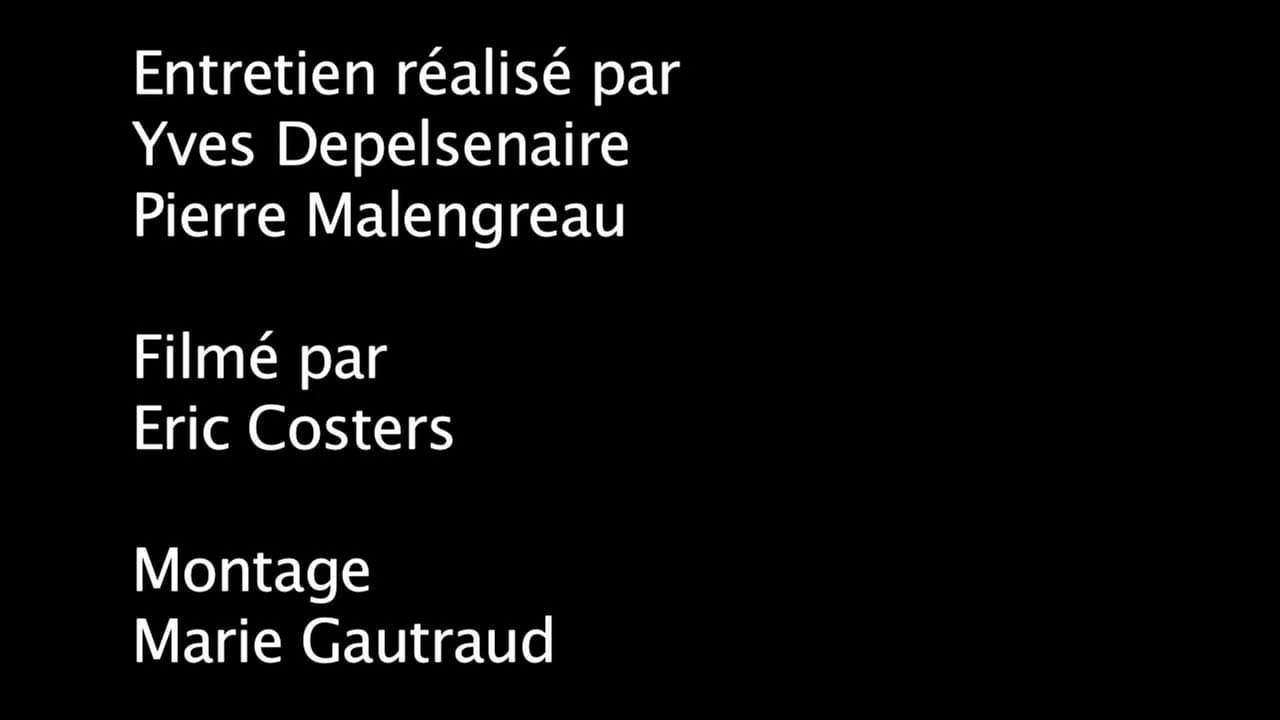 Entretien réalisé par
Yves Depelsenaire
Pierre Malengreau
Filmé par
Eric Costers
Montage
Marie Gautraud